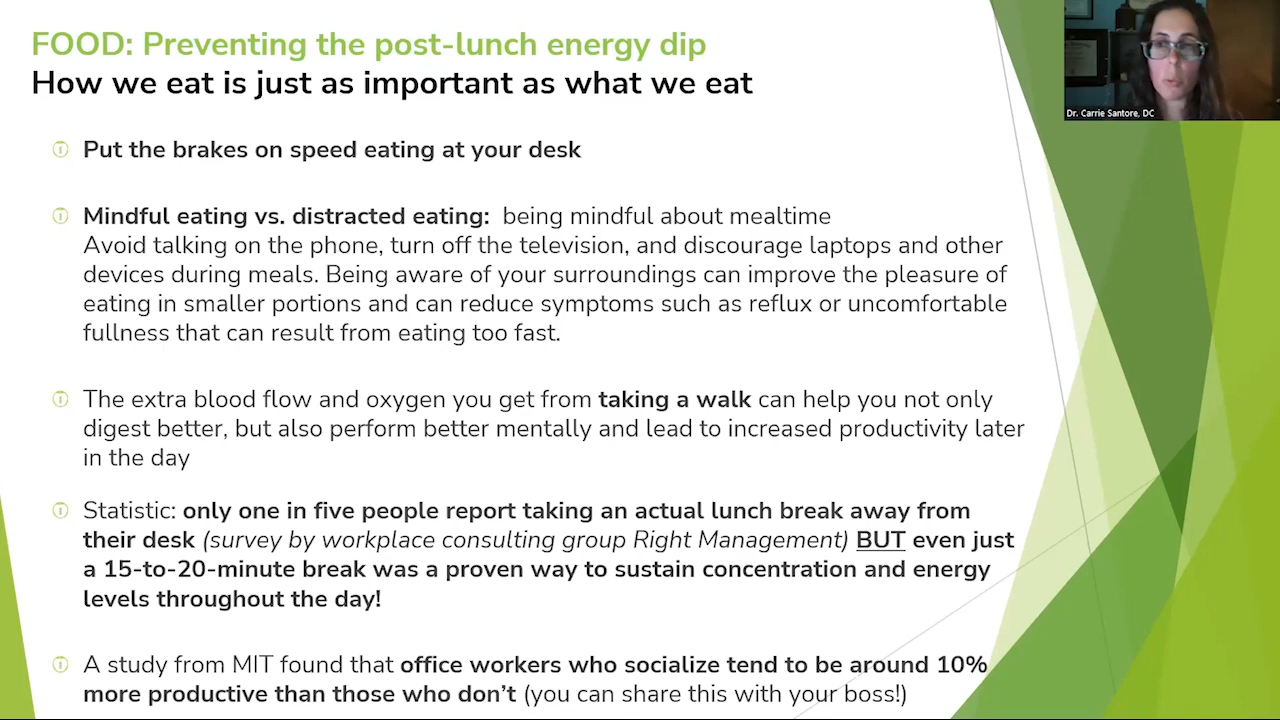 FOOD: Preventing the post-lunch energy dip
How we eat is just as important as what we eat
Dr. Carrie Santore, DC
Put the brakes on speed eating at your desk
Mindful eating vs. distracted eating: being mindful about mealtime
Avoid talking on the phone, turn off the television, and discourage laptops and other
devices during meals. Being aware of your surroundings can improve the pleasure of
eating in smaller portions and can reduce symptoms such as reflux or uncomfortable
fullness that can result from eating too fast.
The extra blood flow and oxygen you get from taking a walk can help you not only
digest better, but also perform better mentally and lead to increased productivity later
in the day
Statistic: only one in five people report taking an actual lunch break away from
their desk (survey by workplace consulting group Right Management) BUT even just
a 15-to-20-minute break was a proven way to sustain concentration and energy
levels throughout the day!
A study from MIT found that office workers who socialize tend to be around 10%
more productive than those who don’t (you can share this with your boss!)